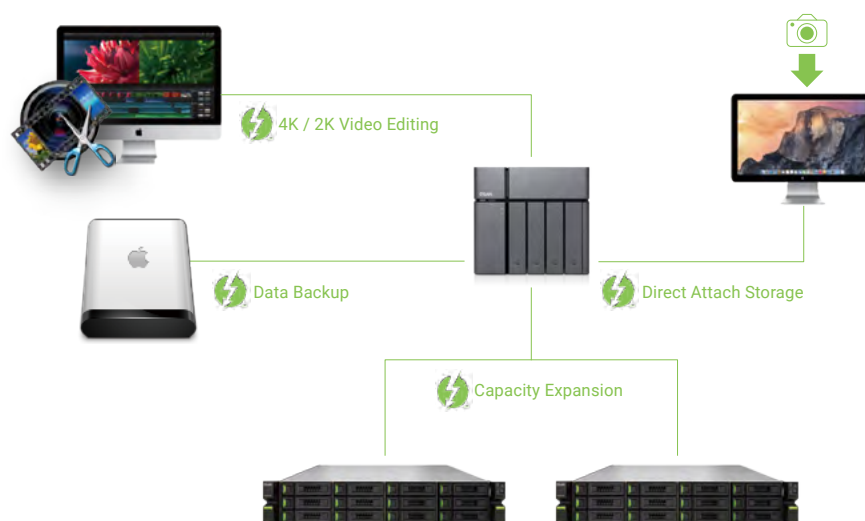 4K / 2K Video Editing
Data Backup
Direct Attach Storage
Capacity Expansion